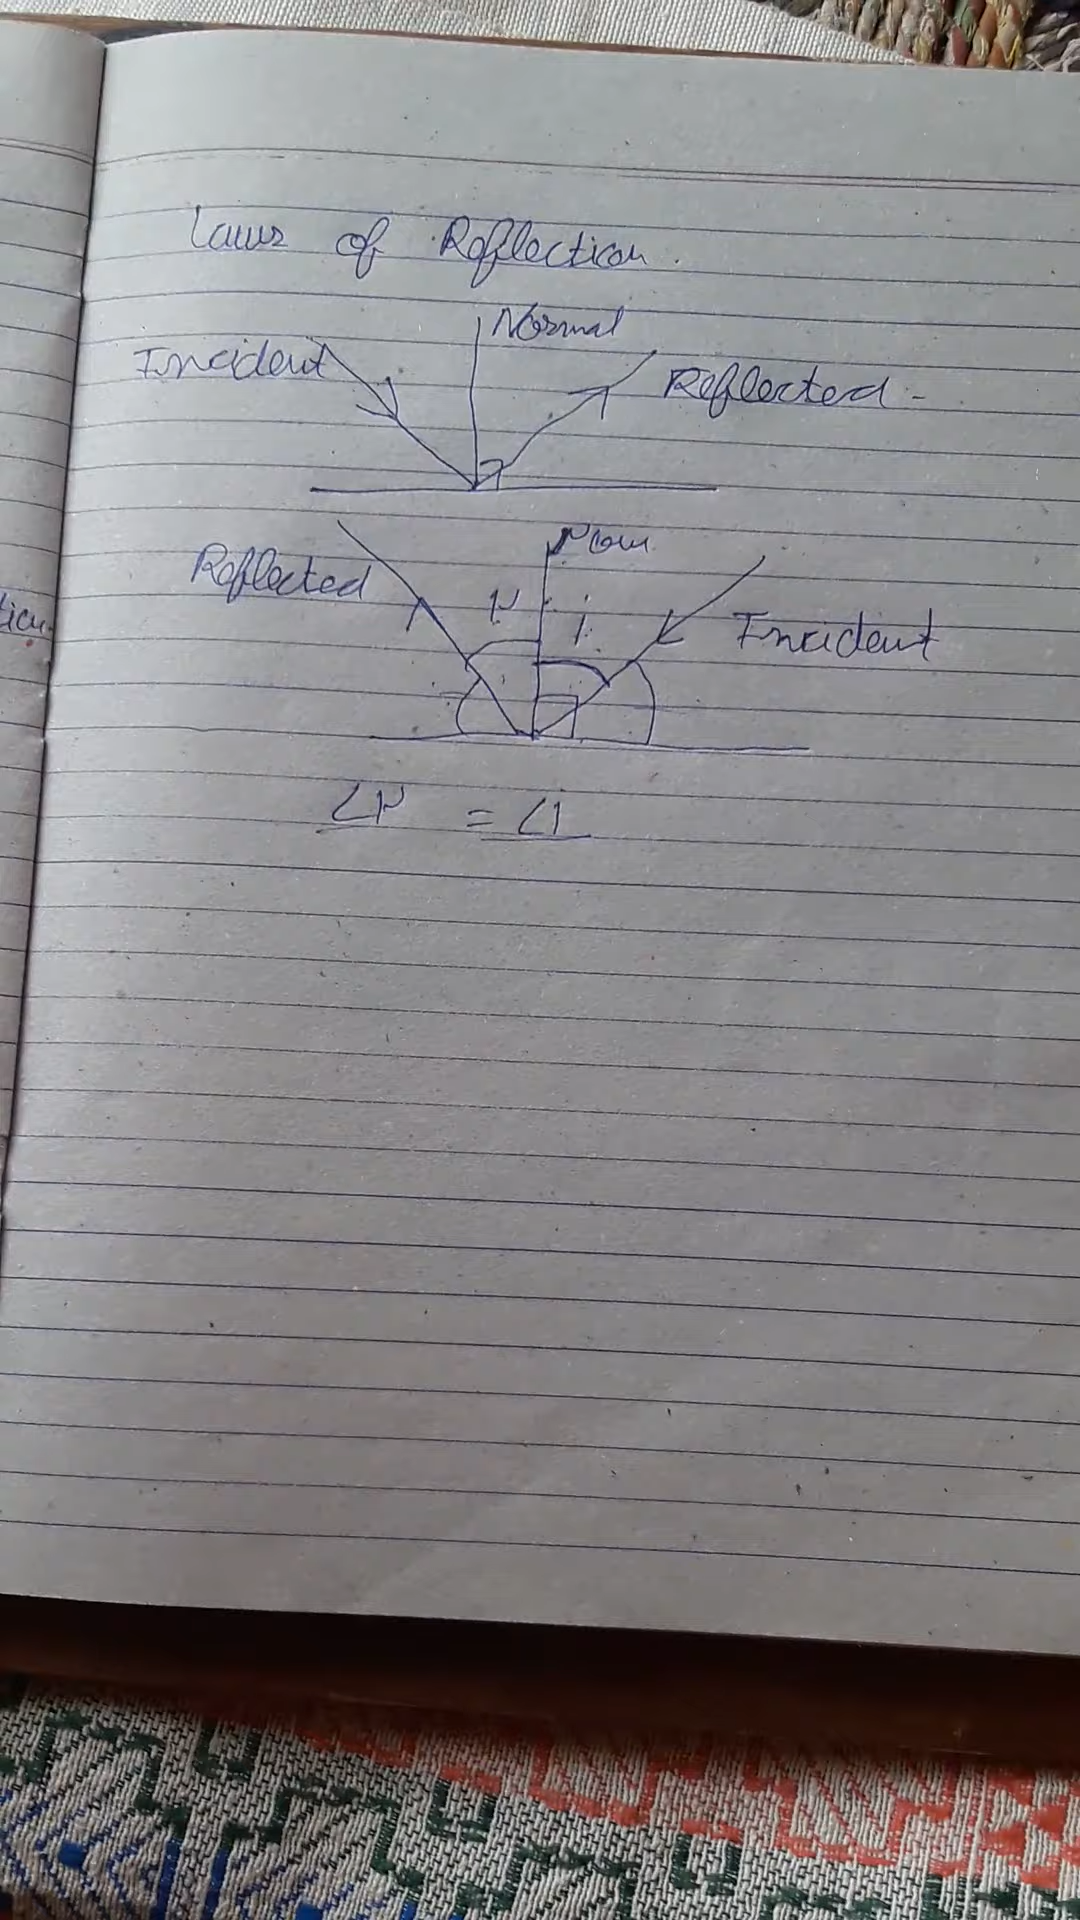 Laws of Reflection.
Normal
Incident
Reflected
Reflected
r
i
Incident
∠r = ∠i